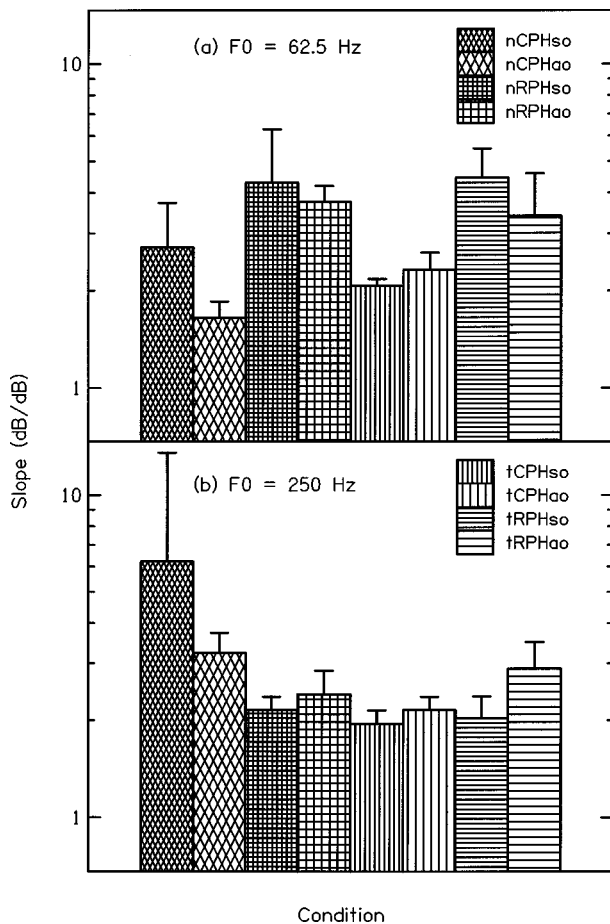 (a) F0 = 62.5 Hz
nCPHso
nCPHao
nRPHso
nRPHao
10
1
Slope (dB/dB)
(b) F0 = 250 Hz
tCPHso
tCPHao
tRPHso
tRPHao
10
1
Condition